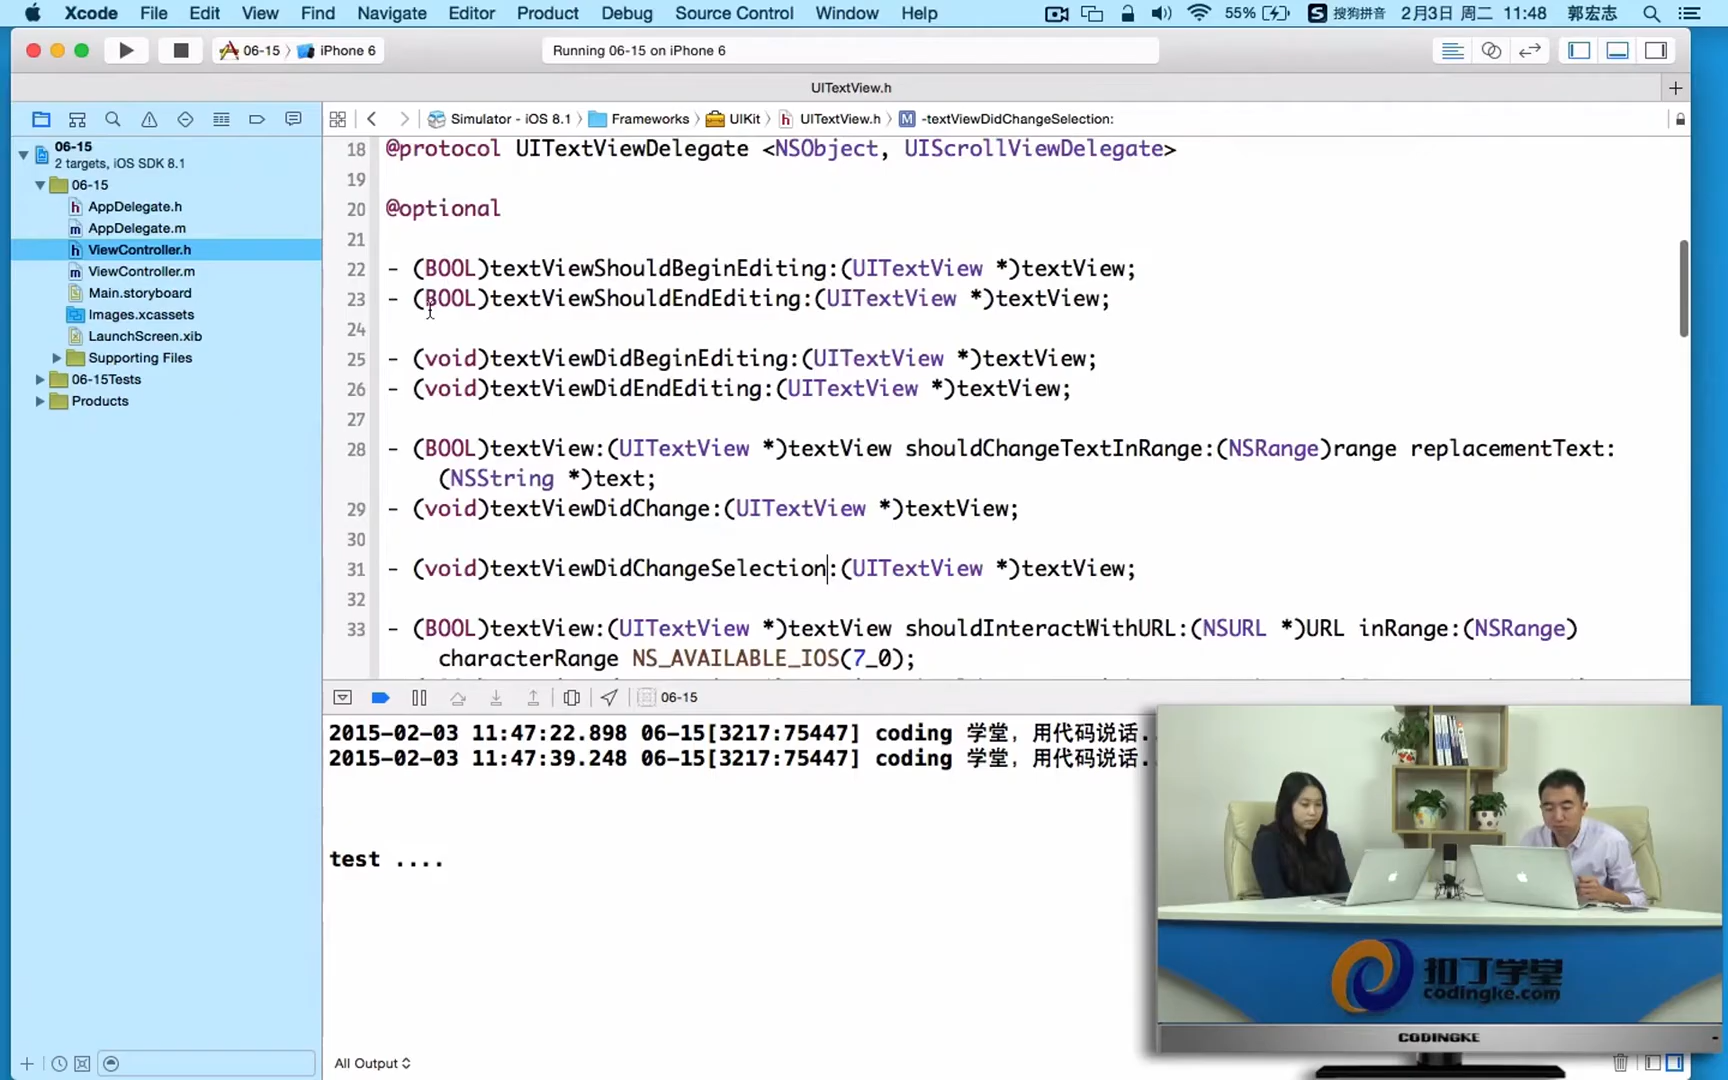 Xcode File Edit View Find Navigate Editor Product Debug Source Control Window Help 55% S 搜狗拼音 2月3日 周二 11:48 郭宏志
06-15 iPhone 6
Running 06-15 on iPhone 6
UITextView.h
Simulator - iOS 8.1 Frameworks UIKit h UITextView.h M -textViewDidChangeSelection:
06-15
2 targets, iOS SDK 8.1
06-15
h AppDelegate.h
m AppDelegate.m
h ViewController.h
m ViewController.m
Main.storyboard
Images.xcassets
LaunchScreen.xib
Supporting Files
06-15Tests
Products
18 @protocol UITextViewDelegate <NSObject, UIScrollViewDelegate>
19
20 @optional
21
22 - (BOOL)textViewShouldBeginEditing:(UITextView *)textView;
23 - (BOOL)textViewShouldEndEditing:(UITextView *)textView;
24
25 - (void)textViewDidBeginEditing:(UITextView *)textView;
26 - (void)textViewDidEndEditing:(UITextView *)textView;
27
28 - (BOOL)textView:(UITextView *)textView shouldChangeTextInRange:(NSRange)range replacementText:
(NSString *)text;
29 - (void)textViewDidChange:(UITextView *)textView;
30
31 - (void)textViewDidChangeSelection:(UITextView *)textView;
32
33 - (BOOL)textView:(UITextView *)textView shouldInteractWithURL:(NSURL *)URL inRange:(NSRange)
characterRange NS_AVAILABLE_IOS(7_0);
06-15
2015-02-03 11:47:22.898 06-15[3217:75447] coding 学堂，用代码说话.
2015-02-03 11:47:39.248 06-15[3217:75447] coding 学堂，用代码说话.
test ....
All Output
扣丁学堂
codingke.com
CODINGKE